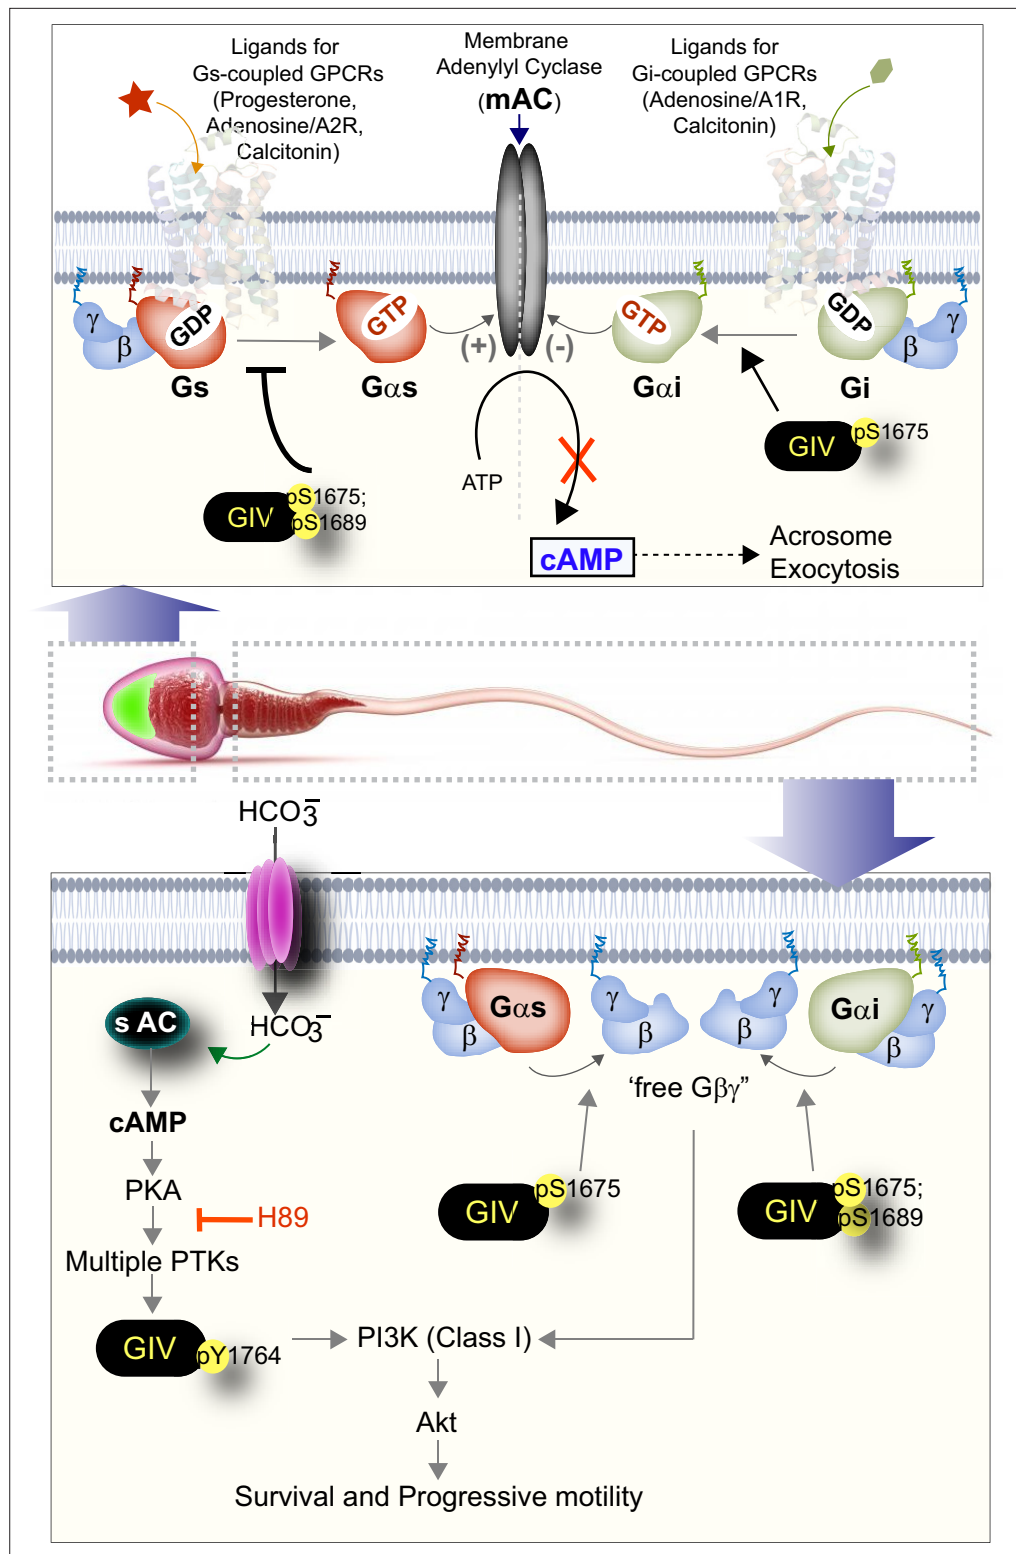 Ligands for
Gs-coupled GPCRs
(Progesterone,
Adenosine/A2R,
Calcitonin)
Membrane
Adenylyl Cyclase
(mAC)
Ligands for
Gi-coupled GPCRs
(Adenosine/A1R,
Calcitonin)
γ
β
GDP
GTP
(+)
(-)
GTP
GDP
γ
β
Gs
Gαs
Gαi
Gi
GIV
pS1675
ATP
GIV
pS1675;
pS1689
cAMP
Acrosome
Exocytosis
HCO3−
HCO3−
s AC
cAMP
PKA
H89
Multiple PTKs
GIV
pY1764
γ
β
Gαs
γ
β
γ
β
Gαi
γ
β
‘free Gβγ”
GIV
pS1675
GIV
pS1675;
pS1689
PI3K (Class I)
Akt
Survival and Progressive motility